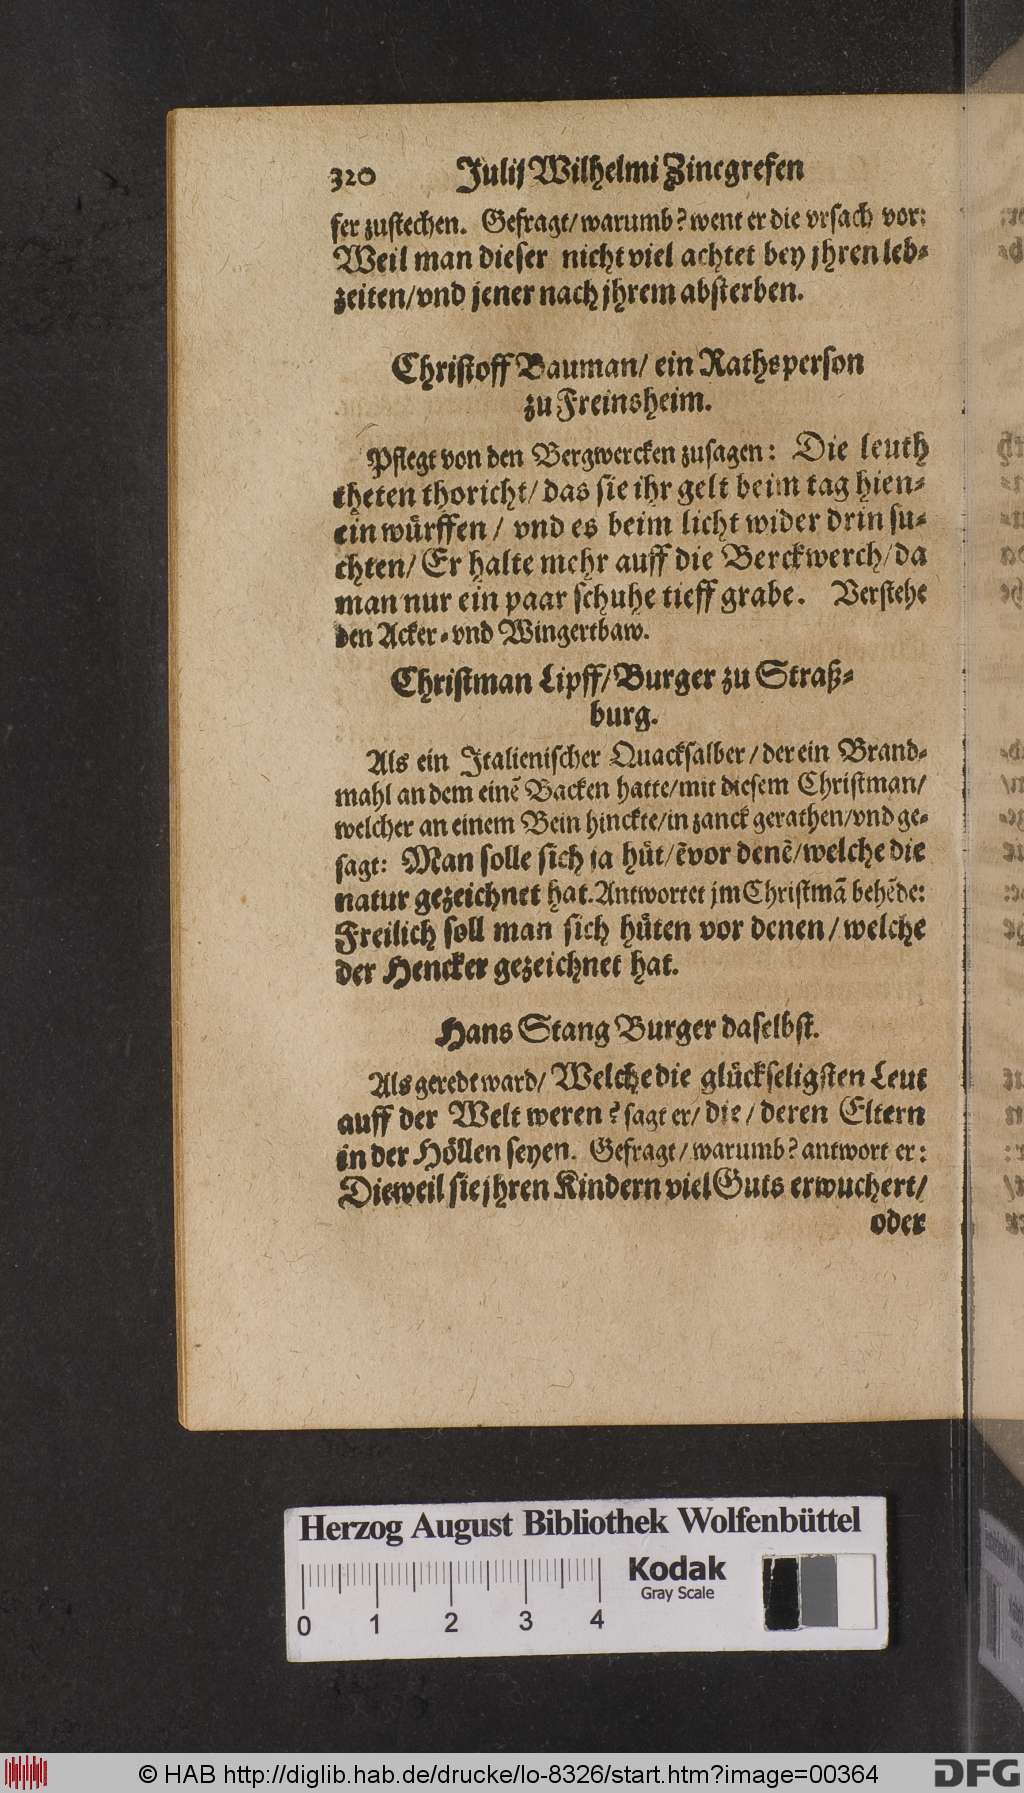 320 Julij Wilhelmi Zincgrefen
fer zustechen. Gefragt/ warumb? went er die vrsach vor:
Weil man dieser nicht viel achtet bey jhren leb-
zeiten/ vnd jener nach jhrem absterben.
Christoff Bauman/ ein Rathsperson
zu Freinsheim.
Pflegt von den Bergwercken zusagen: Die leuth
theten thoricht/ das sie ihr gelt beim tag hien-
ein würffen/ vnd es beim licht wider drin su-
chten/ Er halte mehr auff die Berckwerch/ da
man nur ein paar schuhe tieff grabe. Verstehe
den Acker- vnd Wingertbaw.
Christman Lipff/ Burger zu Straß-
burg.
Als ein Italienischer Quacksalber/ der ein Brand-
mahl an dem einē Backen hatte/ mit diesem Christman/
welcher an einem Bein hinckte/ in zanck gerathen/ vnd ge-
sagt: Man solle sich ja hüt/ ēvor denē/ welche die
natur gezeichnet hat. Antwortet jm Christmā behēde:
Freilich soll man sich hüten vor denen/ welche
der Hencker gezeichnet hat.
Hans Stang Burger daselbst.
Als geredt ward/ Welche die glückseligsten Leut
auff der Welt weren? sagt er/ die/ deren Eltern
in der Höllen seyen. Gefragt/ warumb? antwort er:
Dieweil sie jhren Kindern viel Guts erwuchert/
oder
Herzog August Bibliothek Wolfenbüttel
Kodak
Gray Scale
0 1 2 3 4
© HAB http://diglib.hab.de/drucke/lo-8326/start.htm?image=00364
DFG